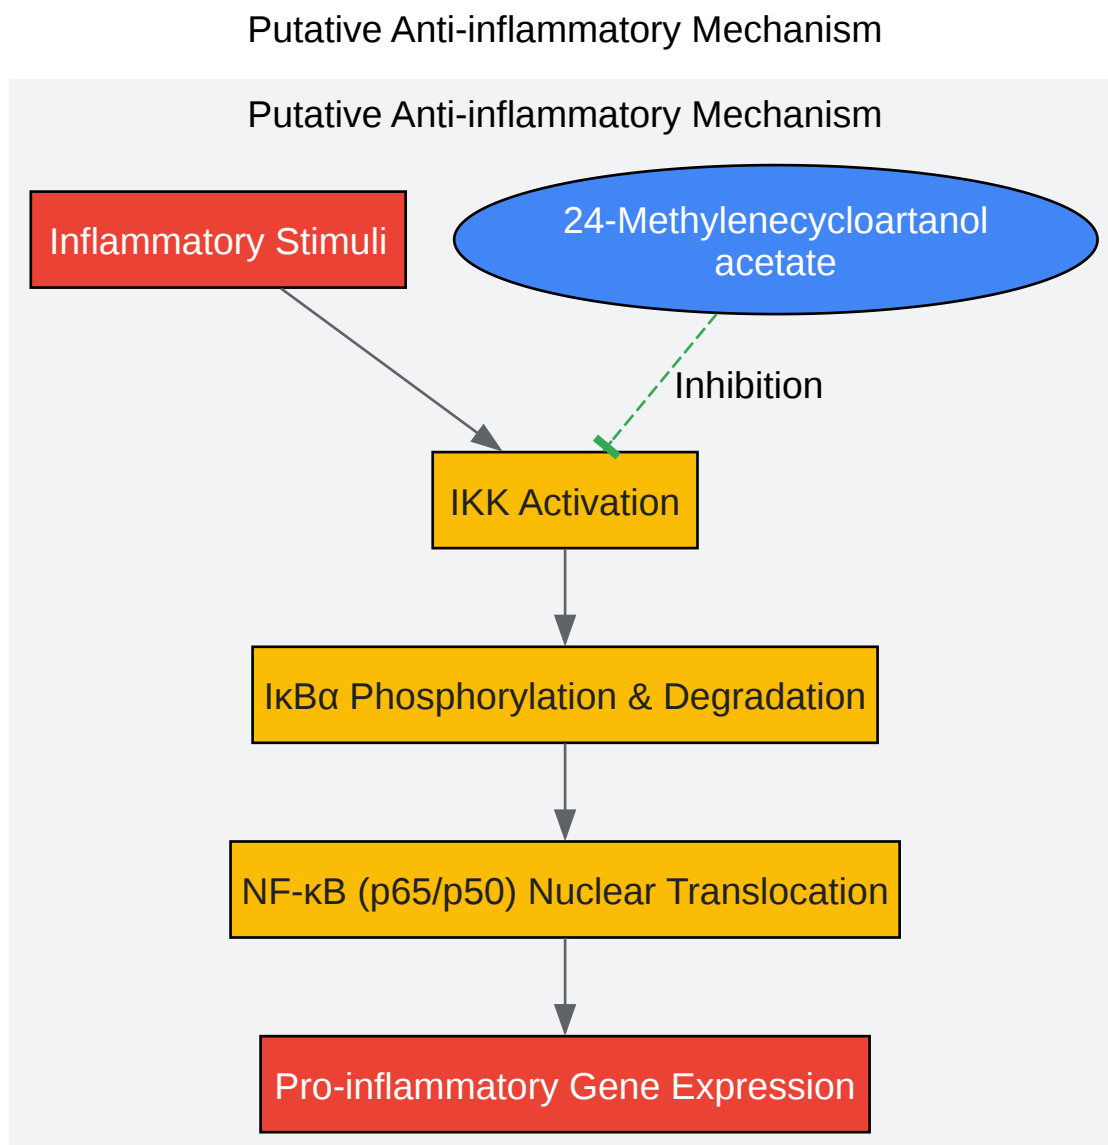 Putative Anti-inflammatory Mechanism
Putative Anti-inflammatory Mechanism
Inflammatory Stimuli
24-Methylenecycloartanol
acetate
Inhibition
IKK Activation
IκBα Phosphorylation & Degradation
NF-κB (p65/p50) Nuclear Translocation
Pro-inflammatory Gene Expression